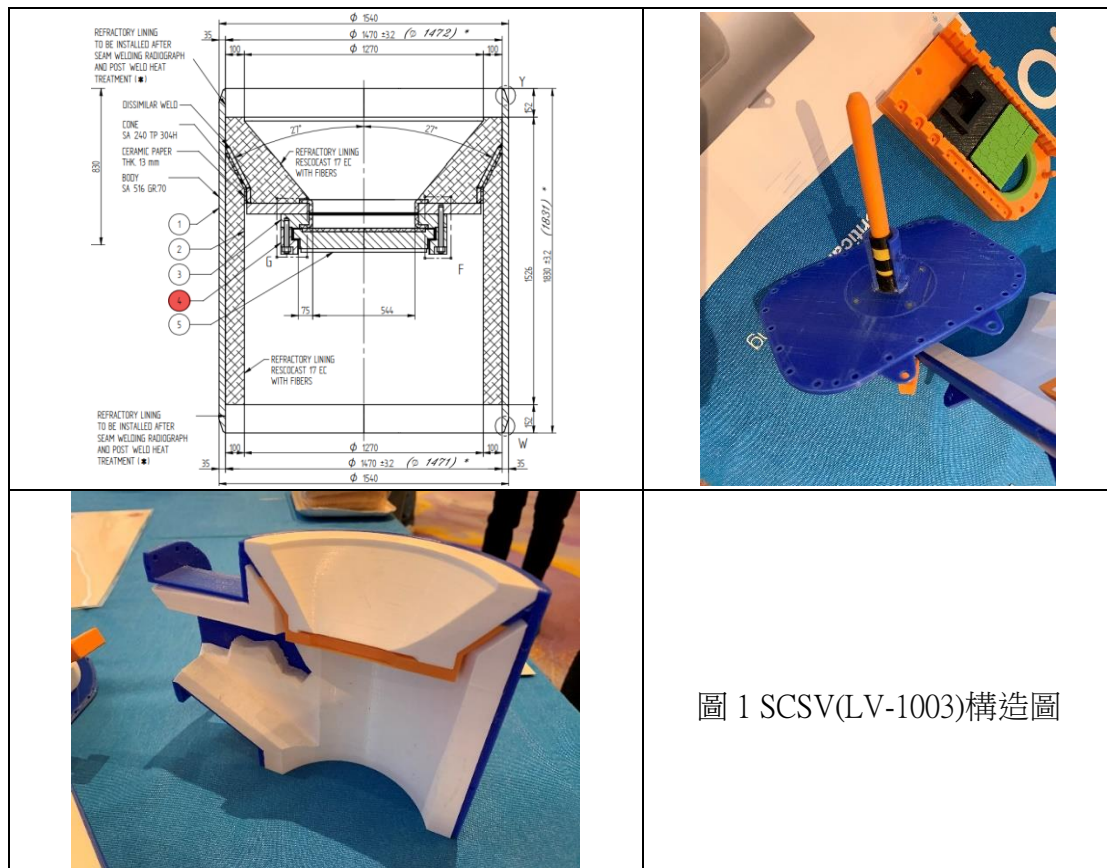 Φ 1540
Φ 1470 ±3.2 (⌀ 1472) *
35
100
Φ 1270
100
REFRACTORY LINING
TO BE INSTALLED AFTER
SEAM WELDING RADIOGRAPH
AND POST WELD HEAT
TREATMENT (✱)
Y
152
DISSIMILAR WELD
CONE
SA 240 TP 304H
CERAMIC PAPER
THK. 13 mm
BODY
SA 516 GR.70
27°
27°
REFRACTORY LINING
RESCOCAST 17 EC
WITH FIBERS
830
1
2
3
4
5
G
F
75
544
1526
1830 ±3.2 (1831) *
REFRACTORY LINING
RESCOCAST 17 EC
WITH FIBERS
REFRACTORY LINING
TO BE INSTALLED AFTER
SEAM WELDING RADIOGRAPH
AND POST WELD HEAT
TREATMENT (✱)
152
W
100
Φ 1270
100
35
Φ 1470 ±3.2 (⌀ 1471) *
35
Φ 1540
圖 1 SCSV(LV-1003)構造圖